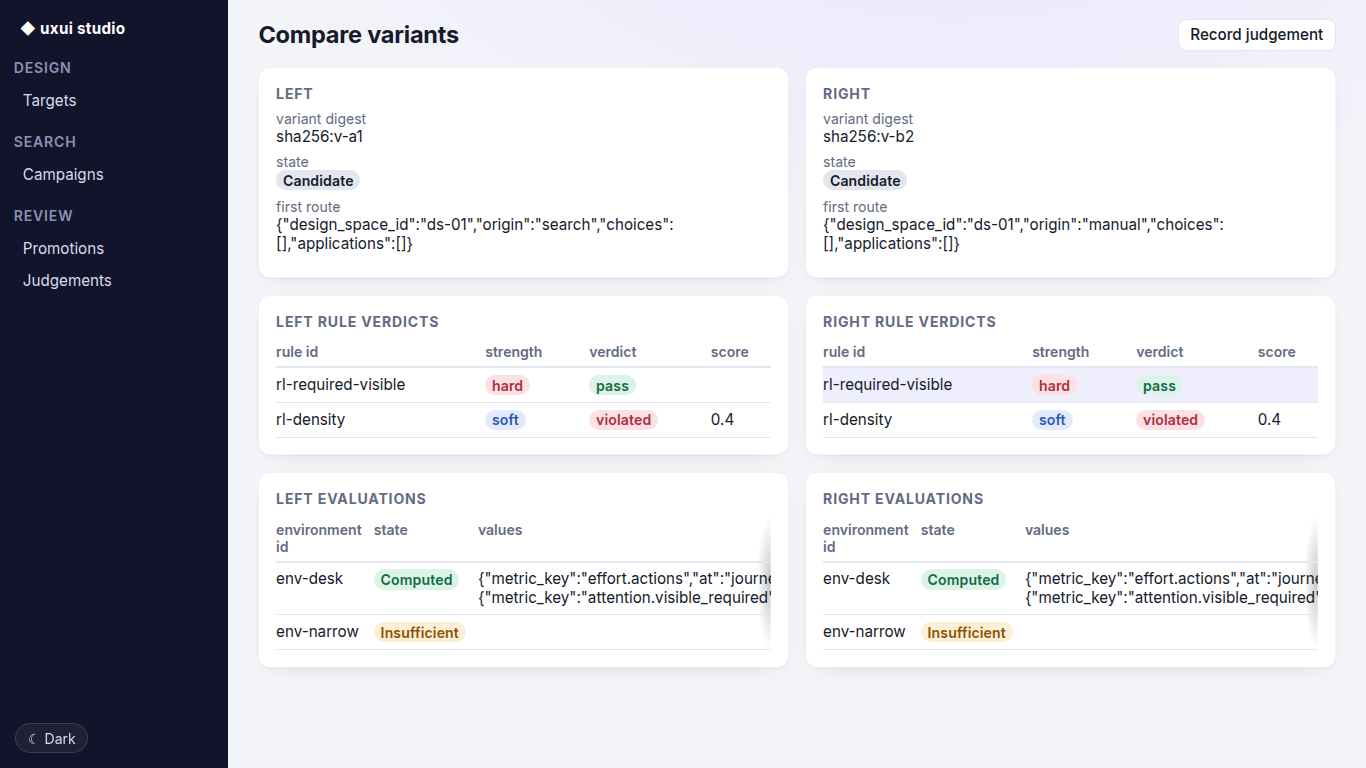 ◆ uxui studio
DESIGN
Targets
SEARCH
Campaigns
REVIEW
Promotions
Judgements
☾ Dark
Compare variants
Record judgement
LEFT
variant digest
sha256:v-a1
state
Candidate
first route
{"design_space_id":"ds-01","origin":"search","choices":
[],"applications":[]}
RIGHT
variant digest
sha256:v-b2
state
Candidate
first route
{"design_space_id":"ds-01","origin":"manual","choices":
[],"applications":[]}
LEFT RULE VERDICTS
rule id strength verdict score
rl-required-visible hard pass
rl-density soft violated 0.4
RIGHT RULE VERDICTS
rule id strength verdict score
rl-required-visible hard pass
rl-density soft violated 0.4
LEFT EVALUATIONS
environment id state values
env-desk Computed {"metric_key":"effort.actions","at":"journe
{"metric_key":"attention.visible_required"
env-narrow Insufficient
RIGHT EVALUATIONS
environment id state values
env-desk Computed {"metric_key":"effort.actions","at":"journe
{"metric_key":"attention.visible_required"
env-narrow Insufficient